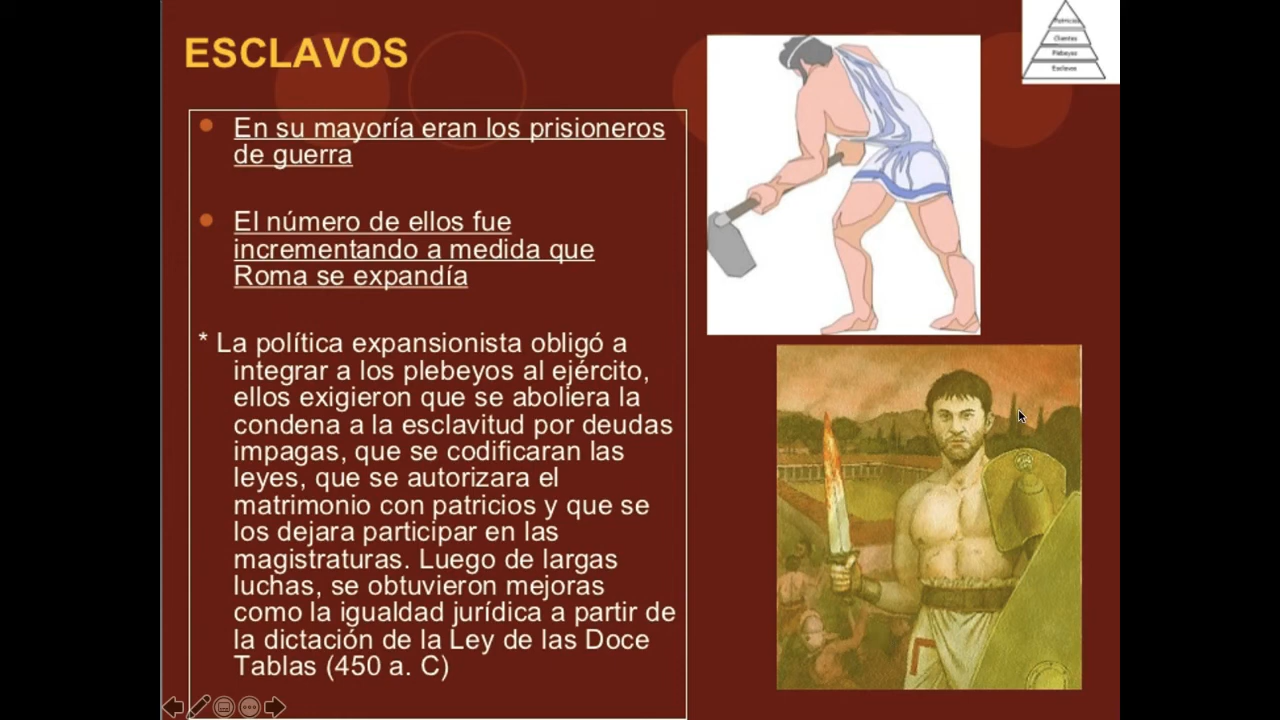 ESCLAVOS
En su mayoría eran los prisioneros
de guerra
El número de ellos fue
incrementando a medida que
Roma se expandía
* La política expansionista obligó a
integrar a los plebeyos al ejército,
ellos exigieron que se aboliera la
condena a la esclavitud por deudas
impagas, que se codificaran las
leyes, que se autorizara el
matrimonio con patricios y que se
los dejara participar en las
magistraturas. Luego de largas
luchas, se obtuvieron mejoras
como la igualdad jurídica a partir de
la dictación de la Ley de las Doce
Tablas (450 a. C)
Patricios
Clientes
Plebeyos
Esclavos